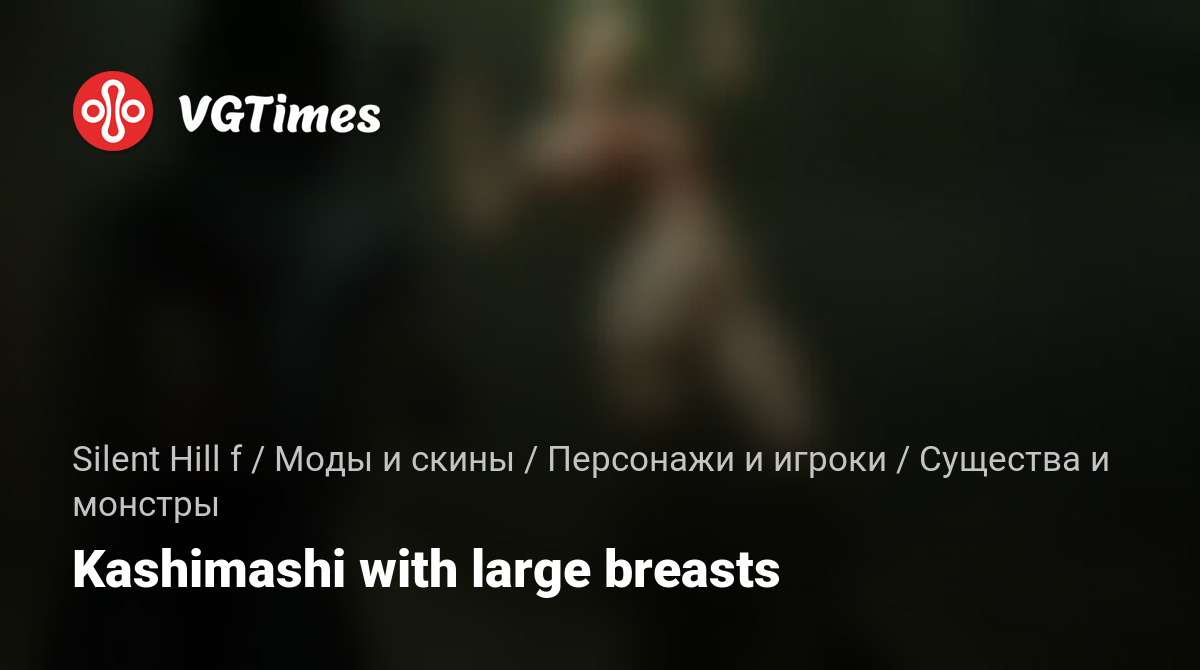 VGTimes
Silent Hill f / Моды и скины / Персонажи и игроки / Существа и
монстры
Kashimashi with large breasts